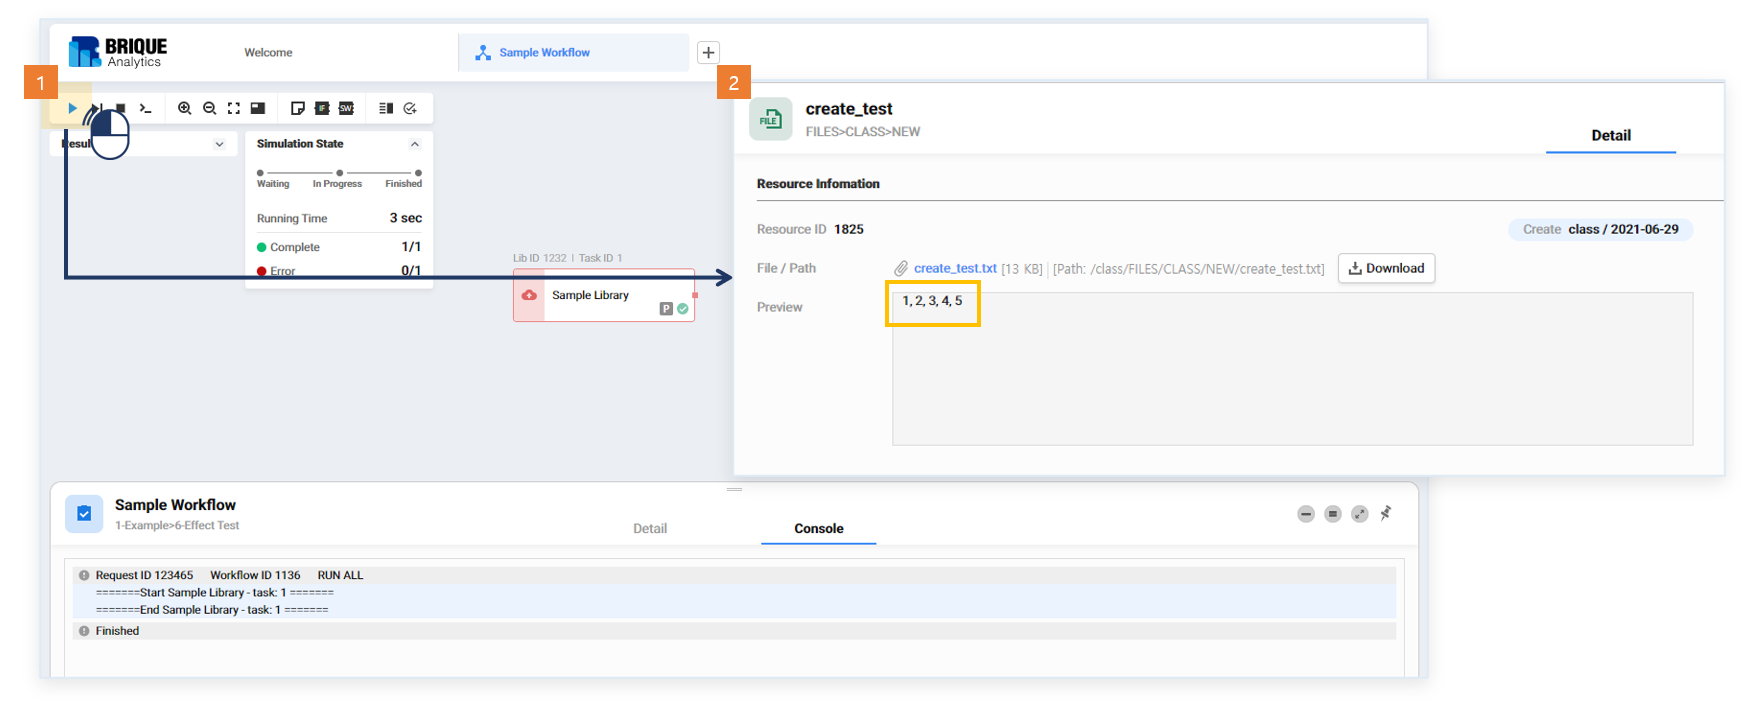 BRIQUE
Analytics
Welcome
Sample Workflow
1
2
IF
SW
Resul
Simulation State
Waiting In Progress Finished
Running Time 3 sec
Complete 1/1
Error 0/1
Lib ID 1232 | Task ID 1
Sample Library
P
FILE
create_test
FILES>CLASS>NEW
Detail
Resource Infomation
Resource ID 1825
Create class / 2021-06-29
File / Path
create_test.txt [13 KB] [Path: /class/FILES/CLASS/NEW/create_test.txt]
Download
Preview
1, 2, 3, 4, 5
Sample Workflow
1-Example>6-Effect Test
Detail
Console
Request ID 123465 Workflow ID 1136 RUN ALL
=======Start Sample Library - task: 1 =======
=======End Sample Library - task: 1 =======
Finished